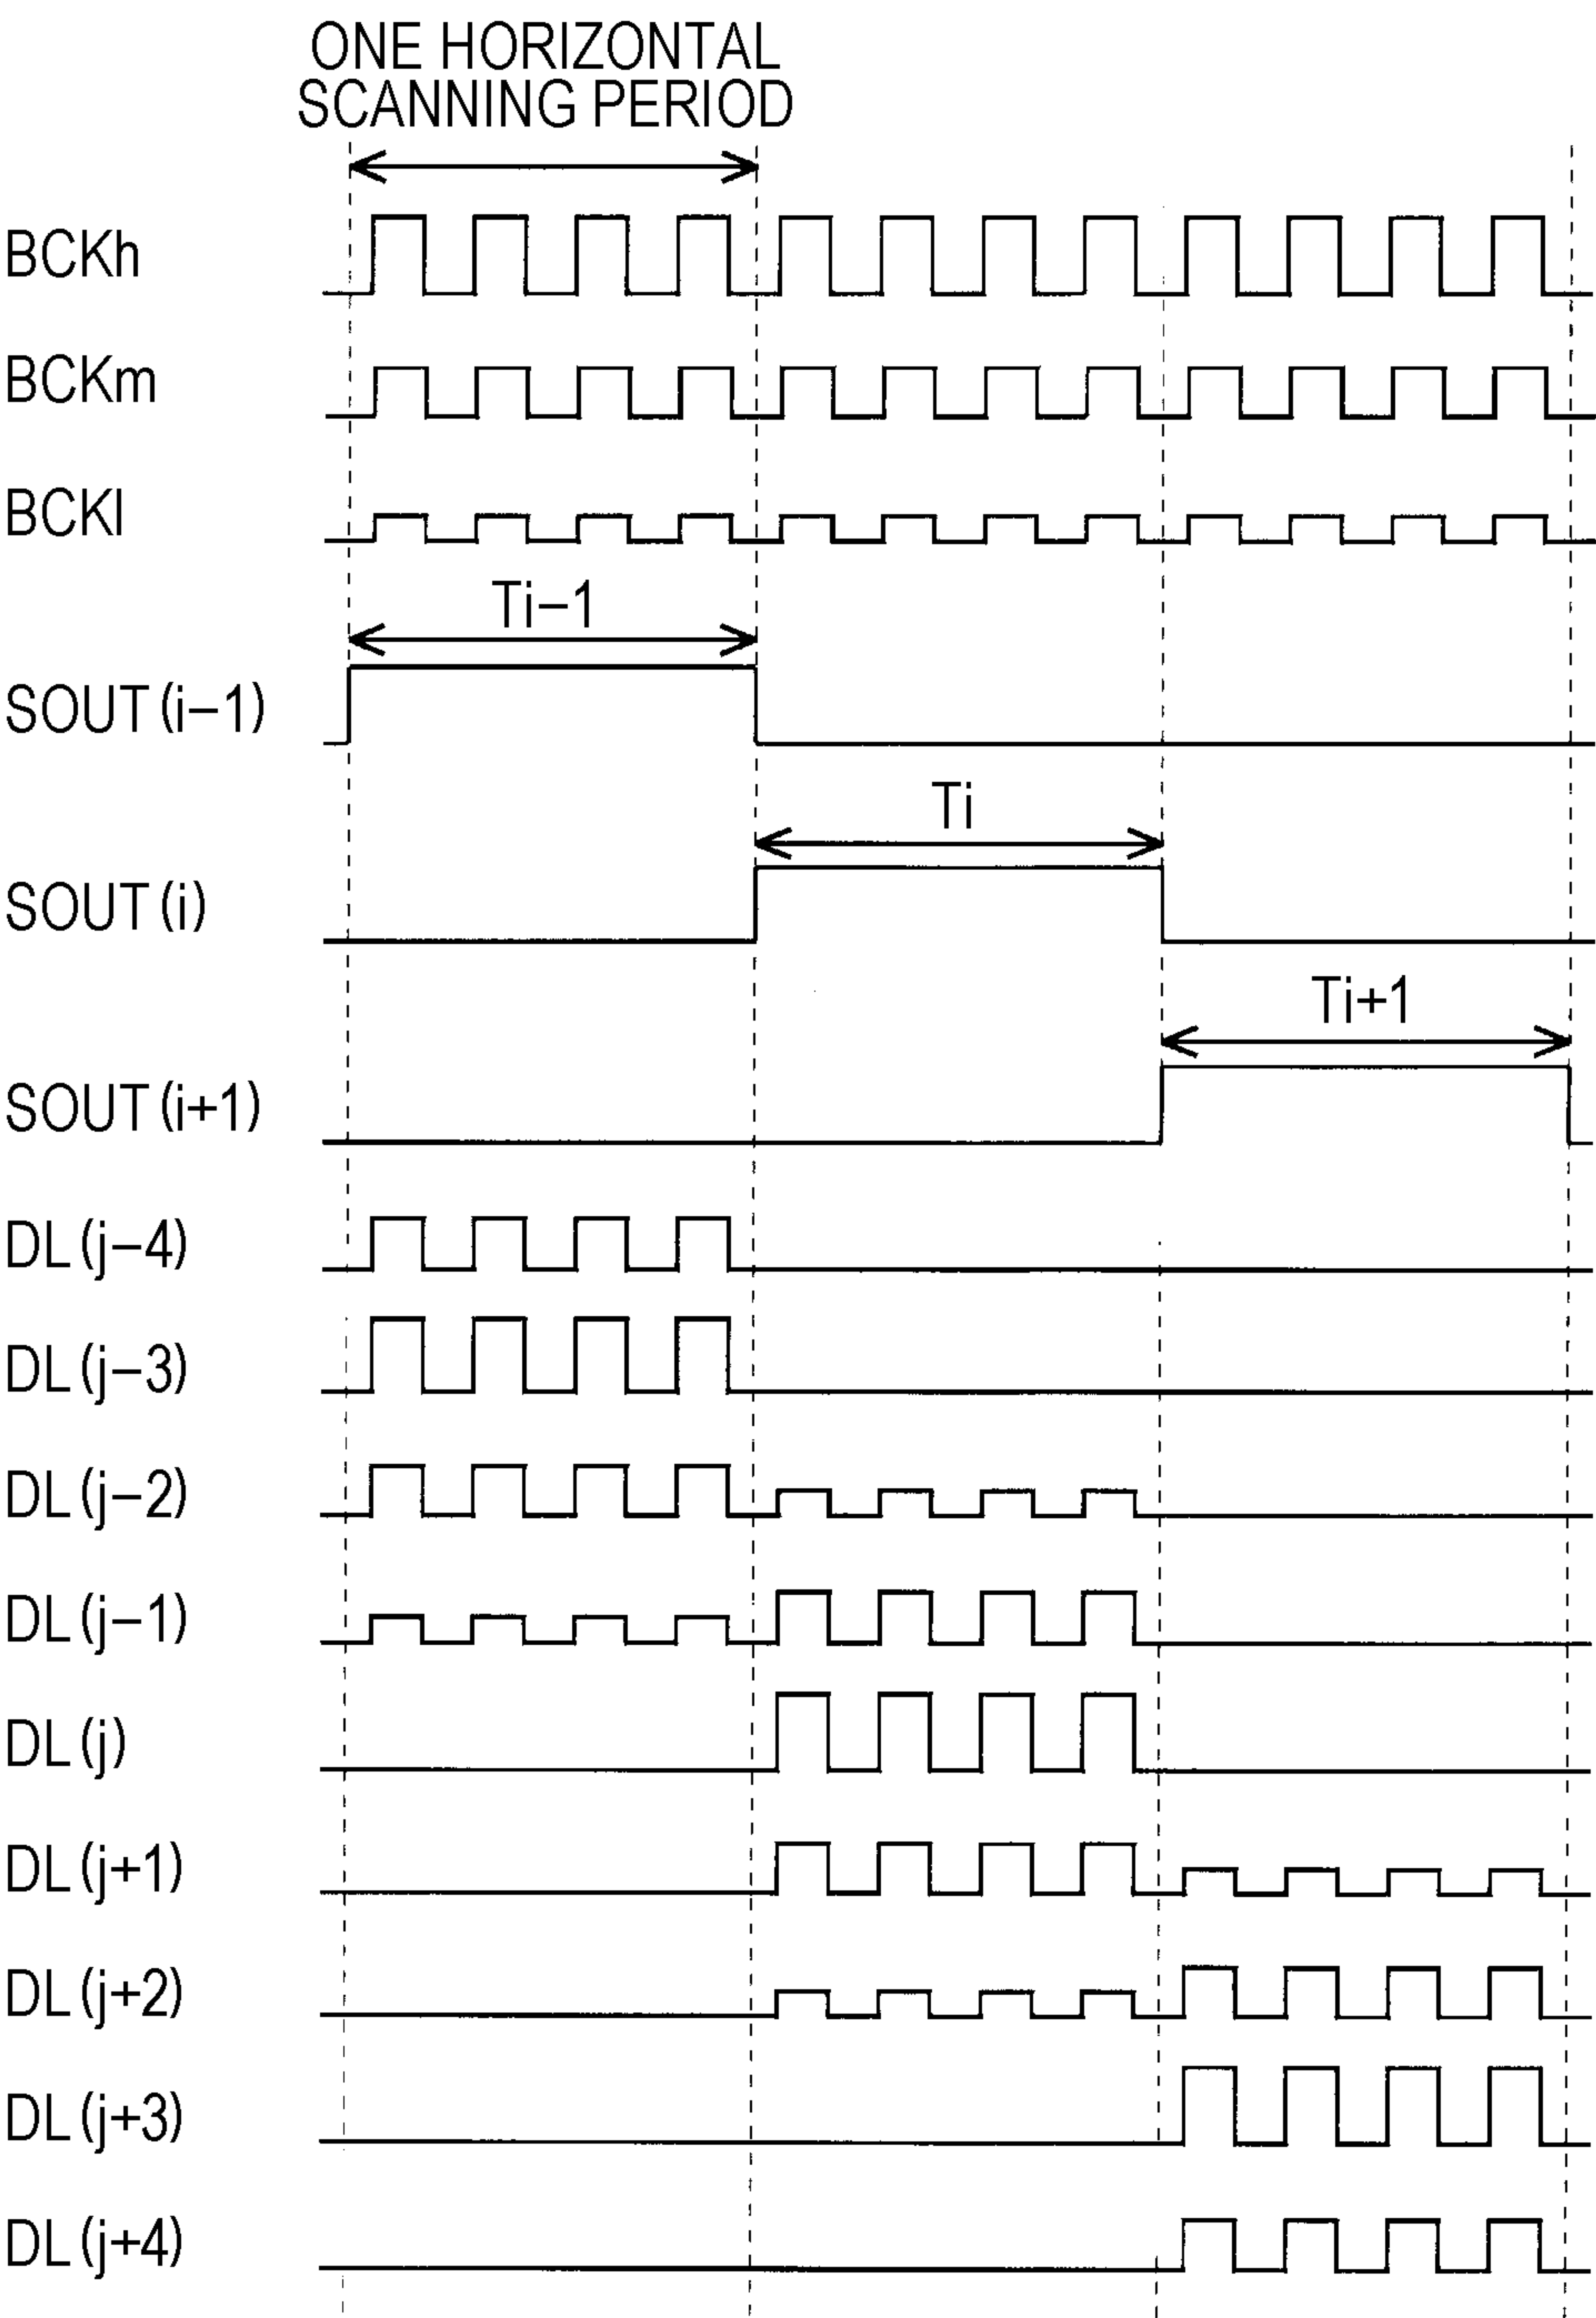 ONE HORIZONTAL
SCANNING PERIOD
BCKh
BCKm
BCKl
Ti–1
SOUT (i–1)
Ti
SOUT (i)
Ti+1
SOUT (i+1)
DL (j–4)
DL (j–3)
DL (j–2)
DL (j–1)
DL (j)
DL (j+1)
DL (j+2)
DL (j+3)
DL (j+4)